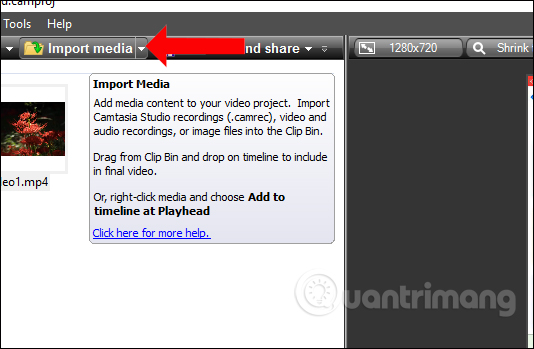 d.camproj
Tools Help
Import media nd share 1280x720 Shrink
Import Media
Add media content to your video project. Import
Camtasia Studio recordings (.camrec), video and
audio recordings, or image files into the Clip Bin.
Drag from Clip Bin and drop on timeline to include
in final video.
Or, right-click media and choose Add to
timeline at Playhead
Click here for more help.
eo1.mp4
uantrimang